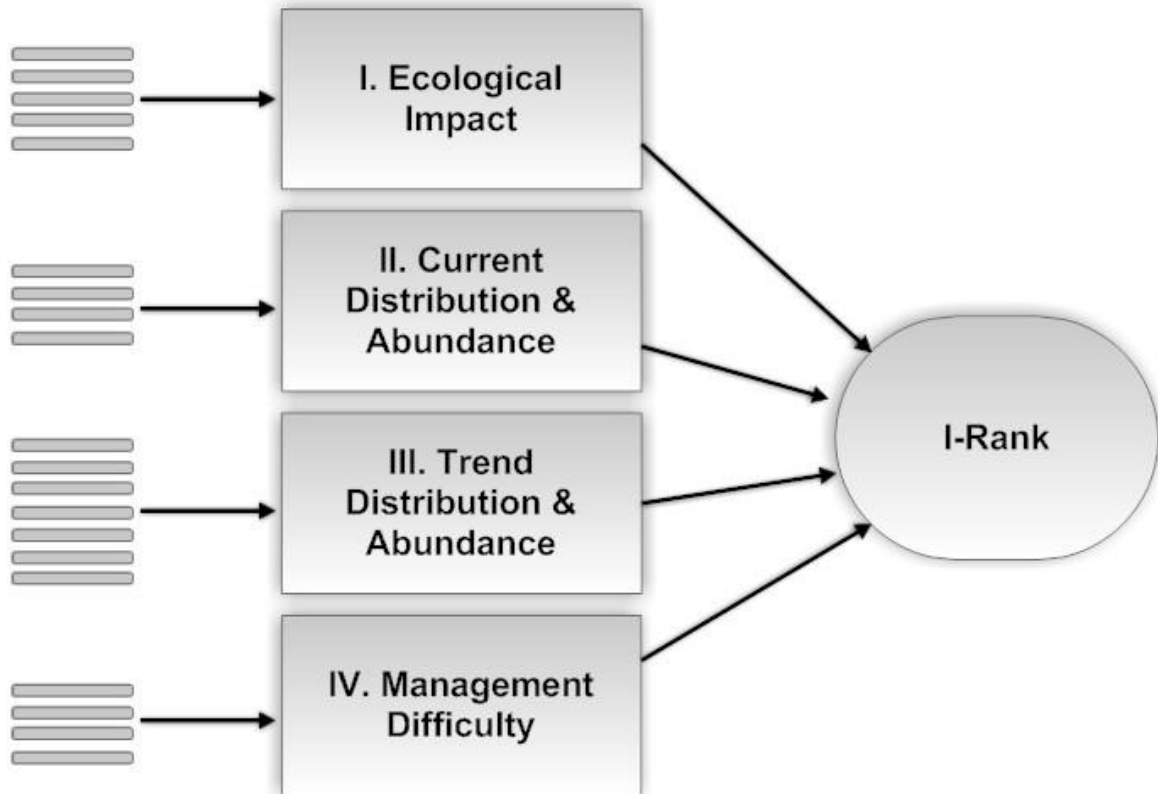 I. Ecological
Impact
II. Current
Distribution &
Abundance
III. Trend
Distribution &
Abundance
IV. Management
Difficulty
I-Rank